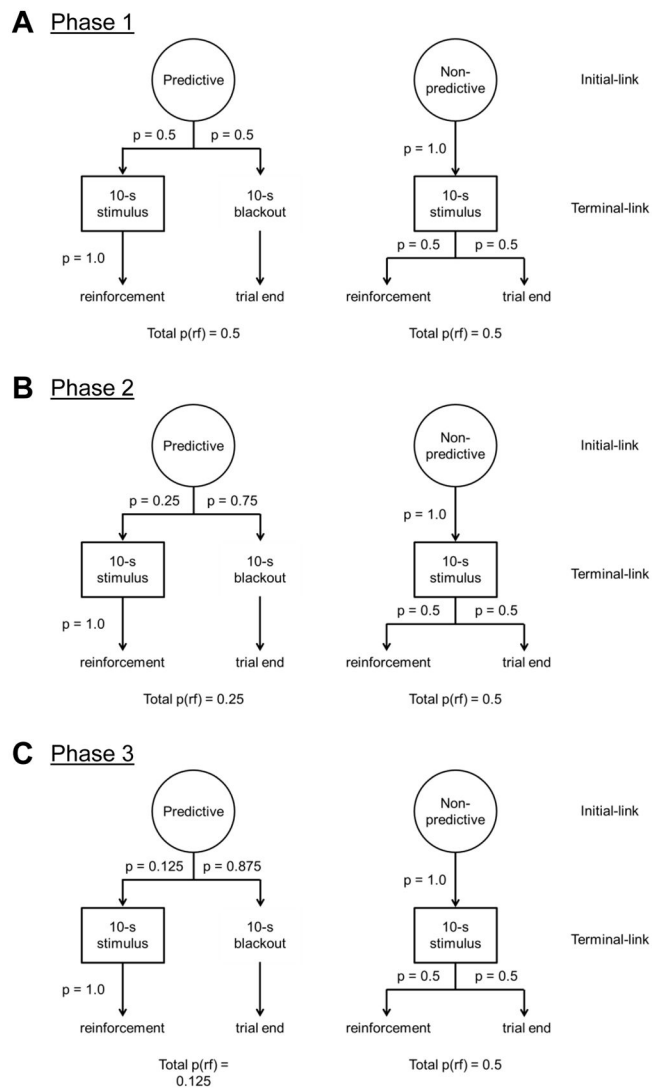 A Phase 1
Predictive
Non-
predictive
Initial-link
p = 0.5
p = 0.5
p = 1.0
10-s
stimulus
10-s
blackout
10-s
stimulus
Terminal-link
p = 1.0
p = 0.5
p = 0.5
reinforcement
trial end
reinforcement
trial end
Total p(rf) = 0.5
Total p(rf) = 0.5
B Phase 2
Predictive
Non-
predictive
Initial-link
p = 0.25
p = 0.75
p = 1.0
10-s
stimulus
10-s
blackout
10-s
stimulus
Terminal-link
p = 1.0
p = 0.5
p = 0.5
reinforcement
trial end
reinforcement
trial end
Total p(rf) = 0.25
Total p(rf) = 0.5
C Phase 3
Predictive
Non-
predictive
Initial-link
p = 0.125
p = 0.875
p = 1.0
10-s
stimulus
10-s
blackout
10-s
stimulus
Terminal-link
p = 1.0
p = 0.5
p = 0.5
reinforcement
trial end
reinforcement
trial end
Total p(rf) =
0.125
Total p(rf) = 0.5